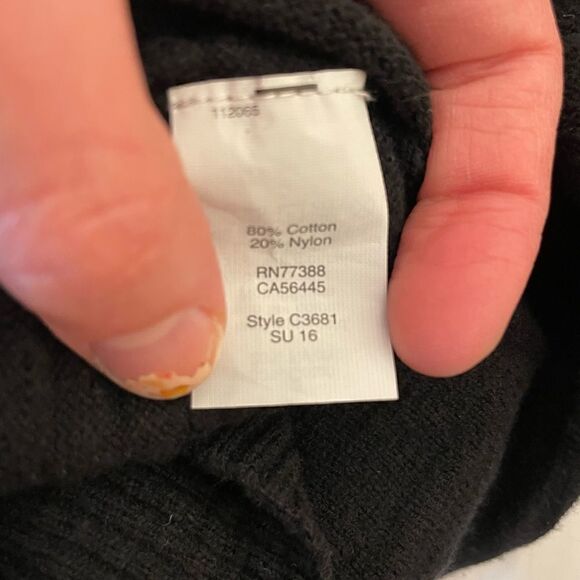 112065
80% Cotton
20% Nylon
RN77388
CA56445
Style C3681
SU 16